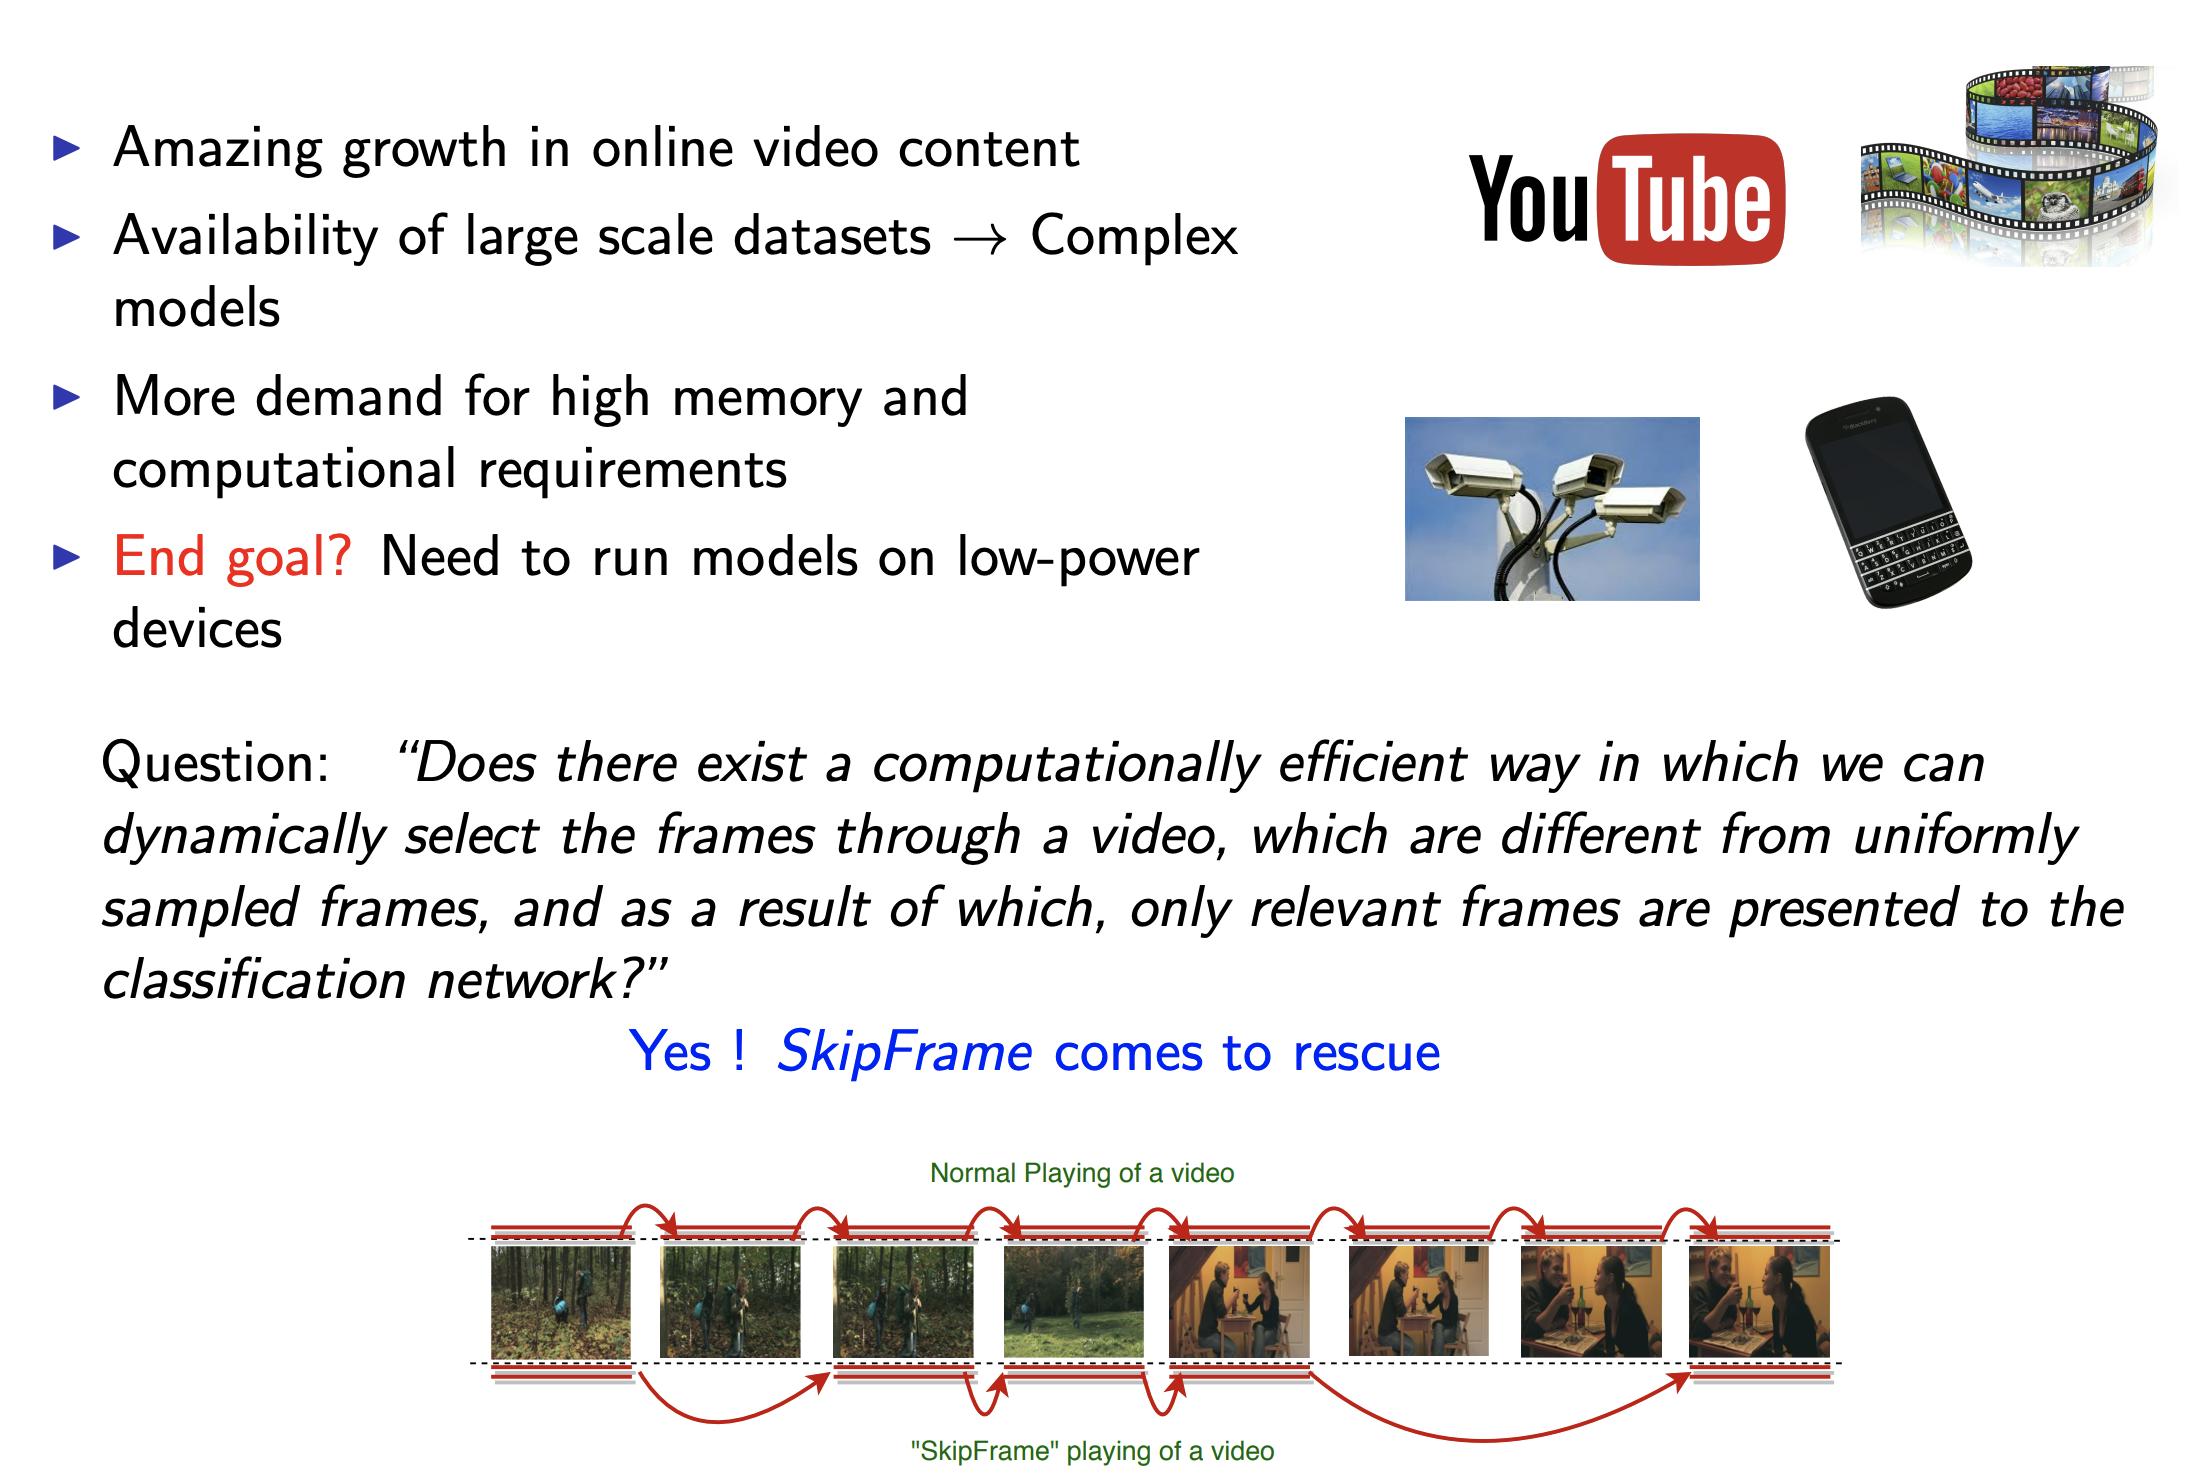 Amazing growth in online video content
Availability of large scale datasets → Complex
models
More demand for high memory and
computational requirements
End goal? Need to run models on low-power
devices
YouTube
BlackBerry
Question: “Does there exist a computationally efficient way in which we can
dynamically select the frames through a video, which are different from uniformly
sampled frames, and as a result of which, only relevant frames are presented to the
classification network?”
Yes ! SkipFrame comes to rescue
Normal Playing of a video
"SkipFrame" playing of a video